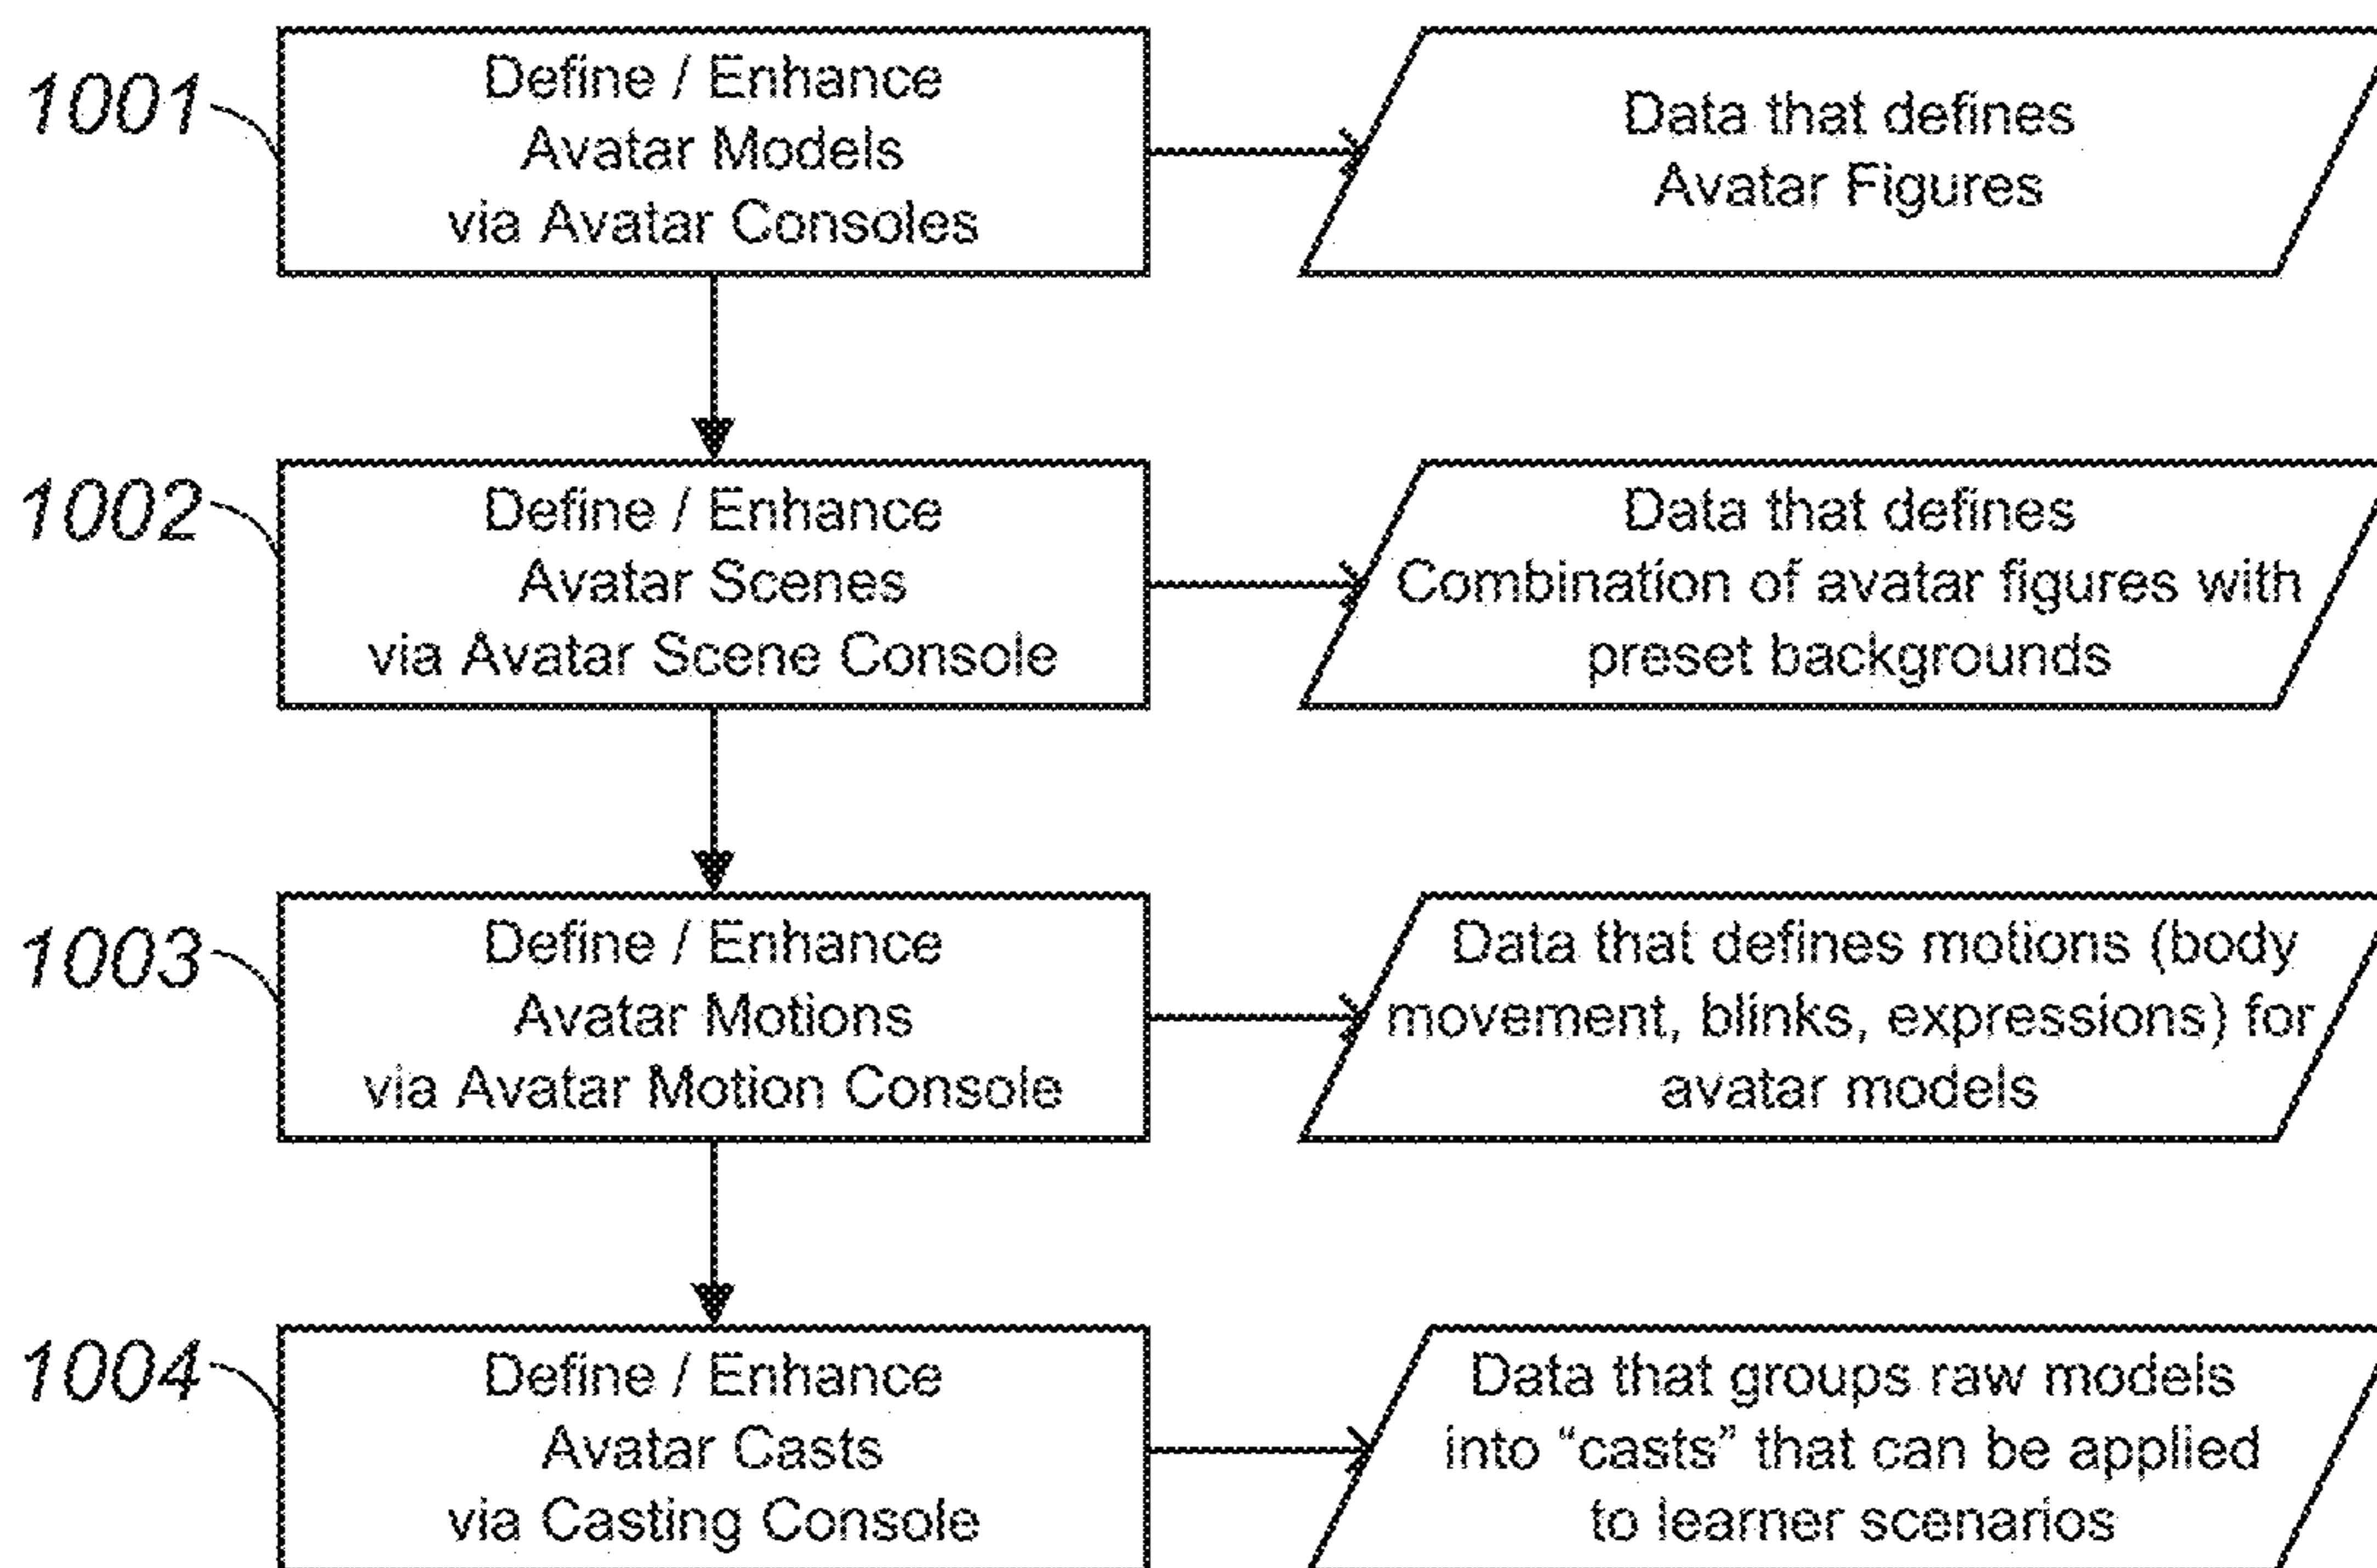 1001
Define / Enhance
Avatar Models
via Avatar Consoles
Data that defines
Avatar Figures
1002
Define / Enhance
Avatar Scenes
via Avatar Scene Console
Data that defines
Combination of avatar figures with
preset backgrounds
1003
Define / Enhance
Avatar Motions
via Avatar Motion Console
Data that defines motions (body
movement, blinks, expressions) for
avatar models
1004
Define / Enhance
Avatar Casts
via Casting Console
Data that groups raw models
into “casts” that can be applied
to learner scenarios